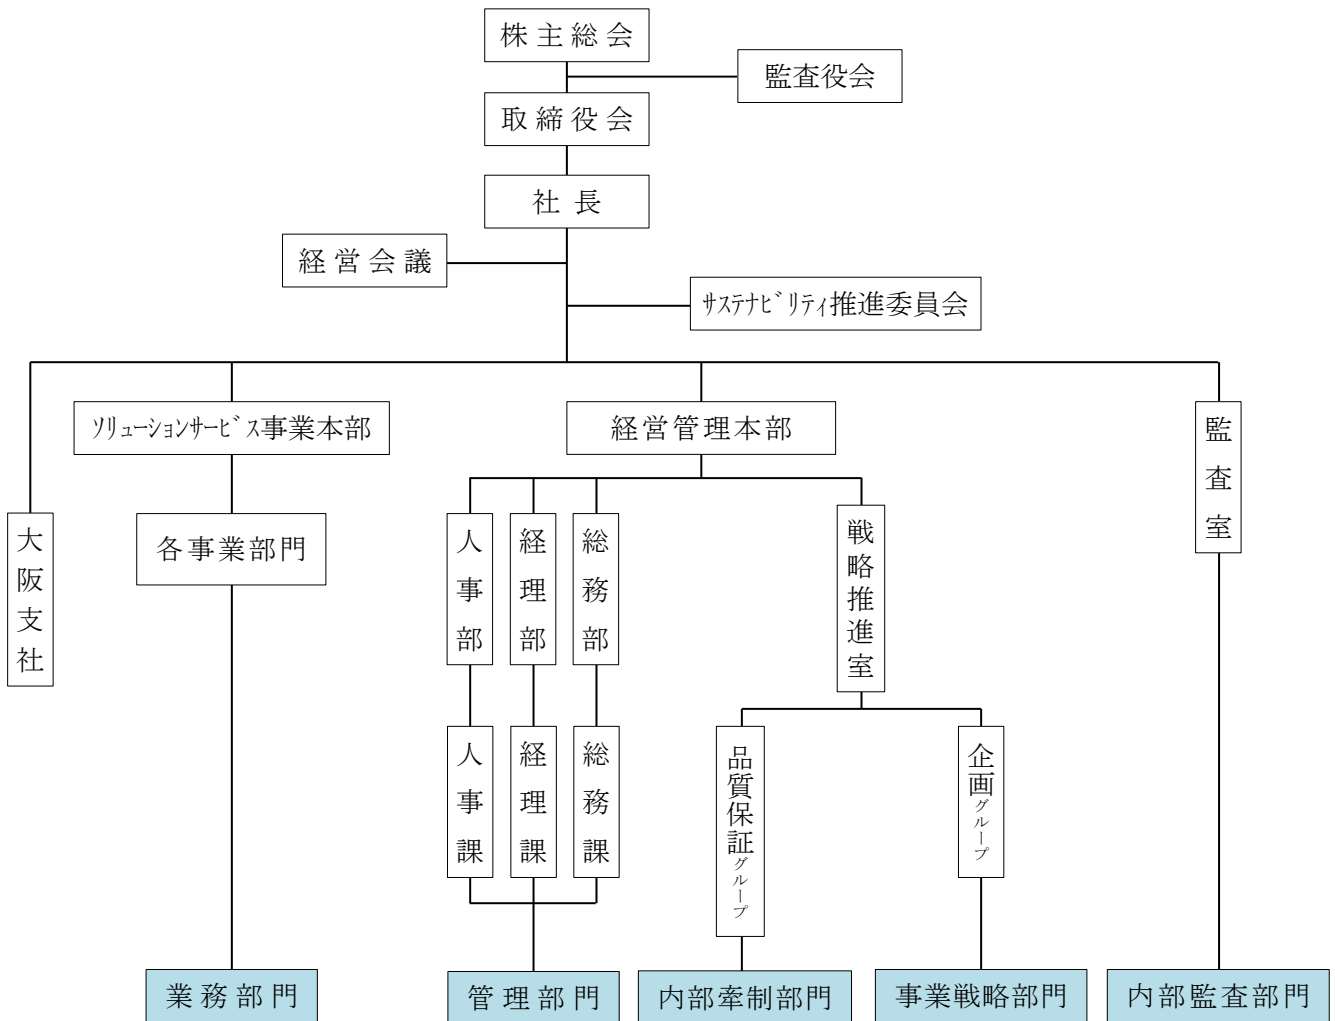 株主総会
監査役会
取締役会
社長
経営会議
ｻｽﾃﾅﾋﾞﾘﾃｨ推進委員会
ｿﾘｭｰｼｮﾝｻｰﾋﾞｽ事業本部
経営管理本部
監査室
大阪支社
各事業部門
人事部
経理部
総務部
戦略推進室
人事課
経理課
総務課
品質保証グループ
企画グループ
業務部門
管理部門
内部牽制部門
事業戦略部門
内部監査部門